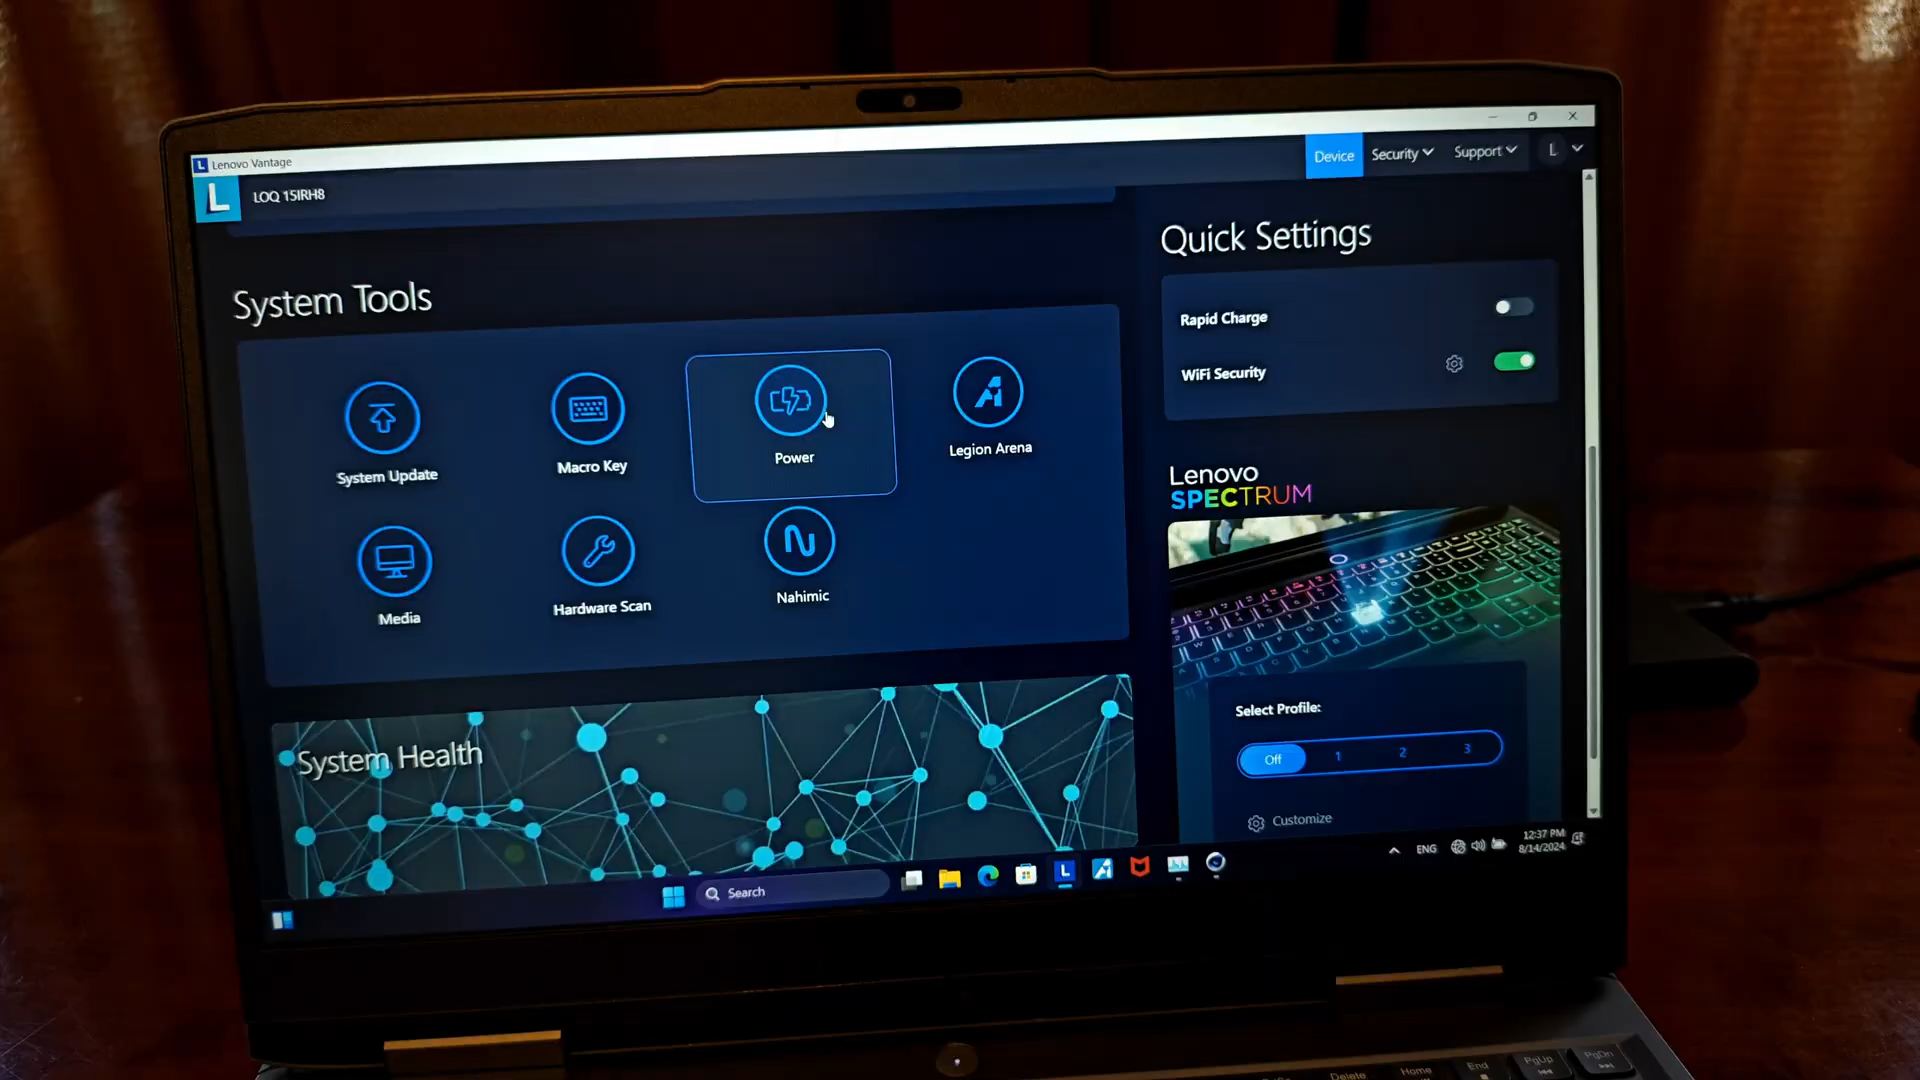 Lenovo Vantage
LOQ 15IRH8
Device
Security
Support
L
System Tools
System Update
Macro Key
Power
Legion Arena
Media
Hardware Scan
Nahimic
System Health
Quick Settings
Rapid Charge
WiFi Security
Lenovo
SPECTRUM
Select Profile:
Off 1 2 3
Customize
Search
ENG
12:37 PM
8/14/2024
Delete
Home
End
PgUp
PgDn